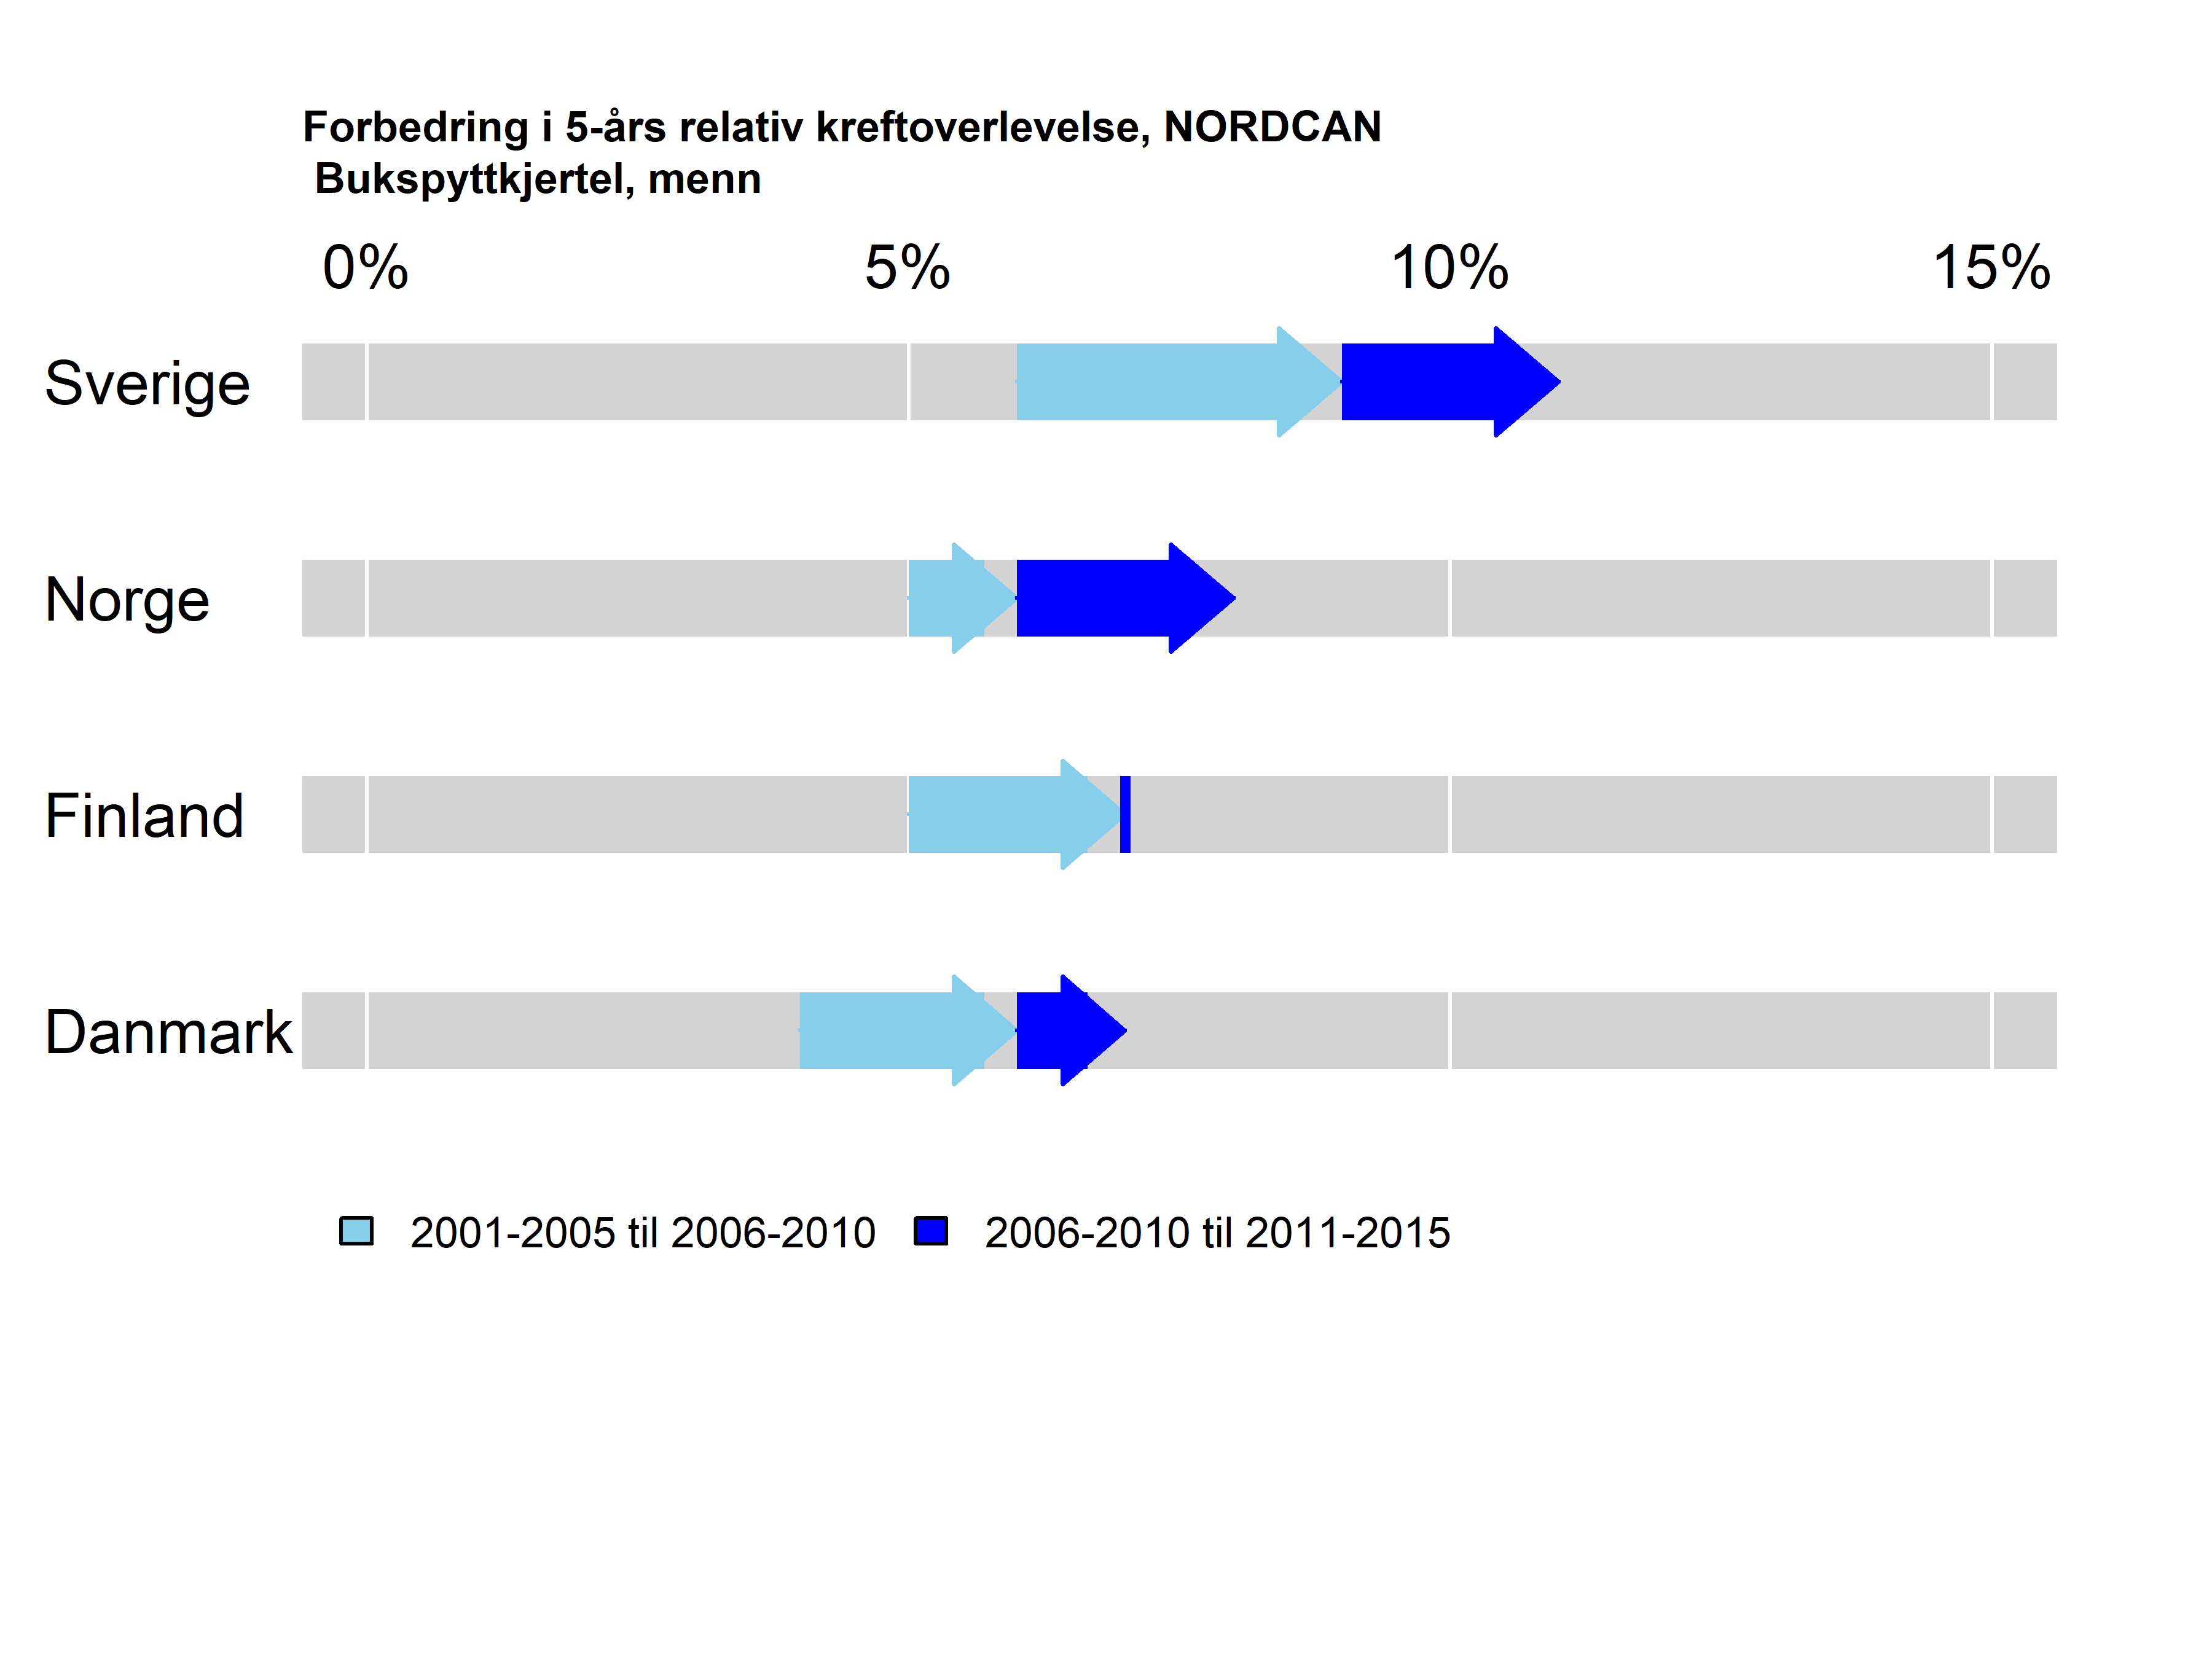 Forbedring i 5-års relativ kreftoverlevelse, NORDCAN
Bukspyttkjertel, menn
0% 5% 10% 15%
Sverige
Norge
Finland
Danmark
2001-2005 til 2006-2010 2006-2010 til 2011-2015